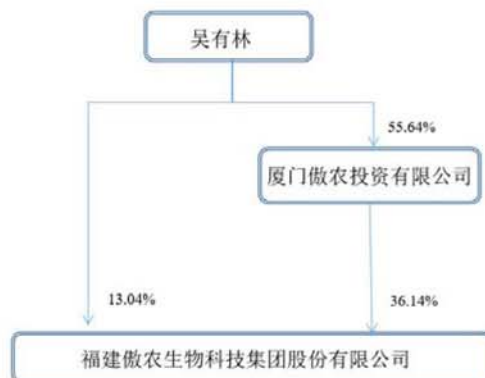 吴有林
55.64%
厦门傲农投资有限公司
13.04%
36.14%
福建傲农生物科技集团股份有限公司